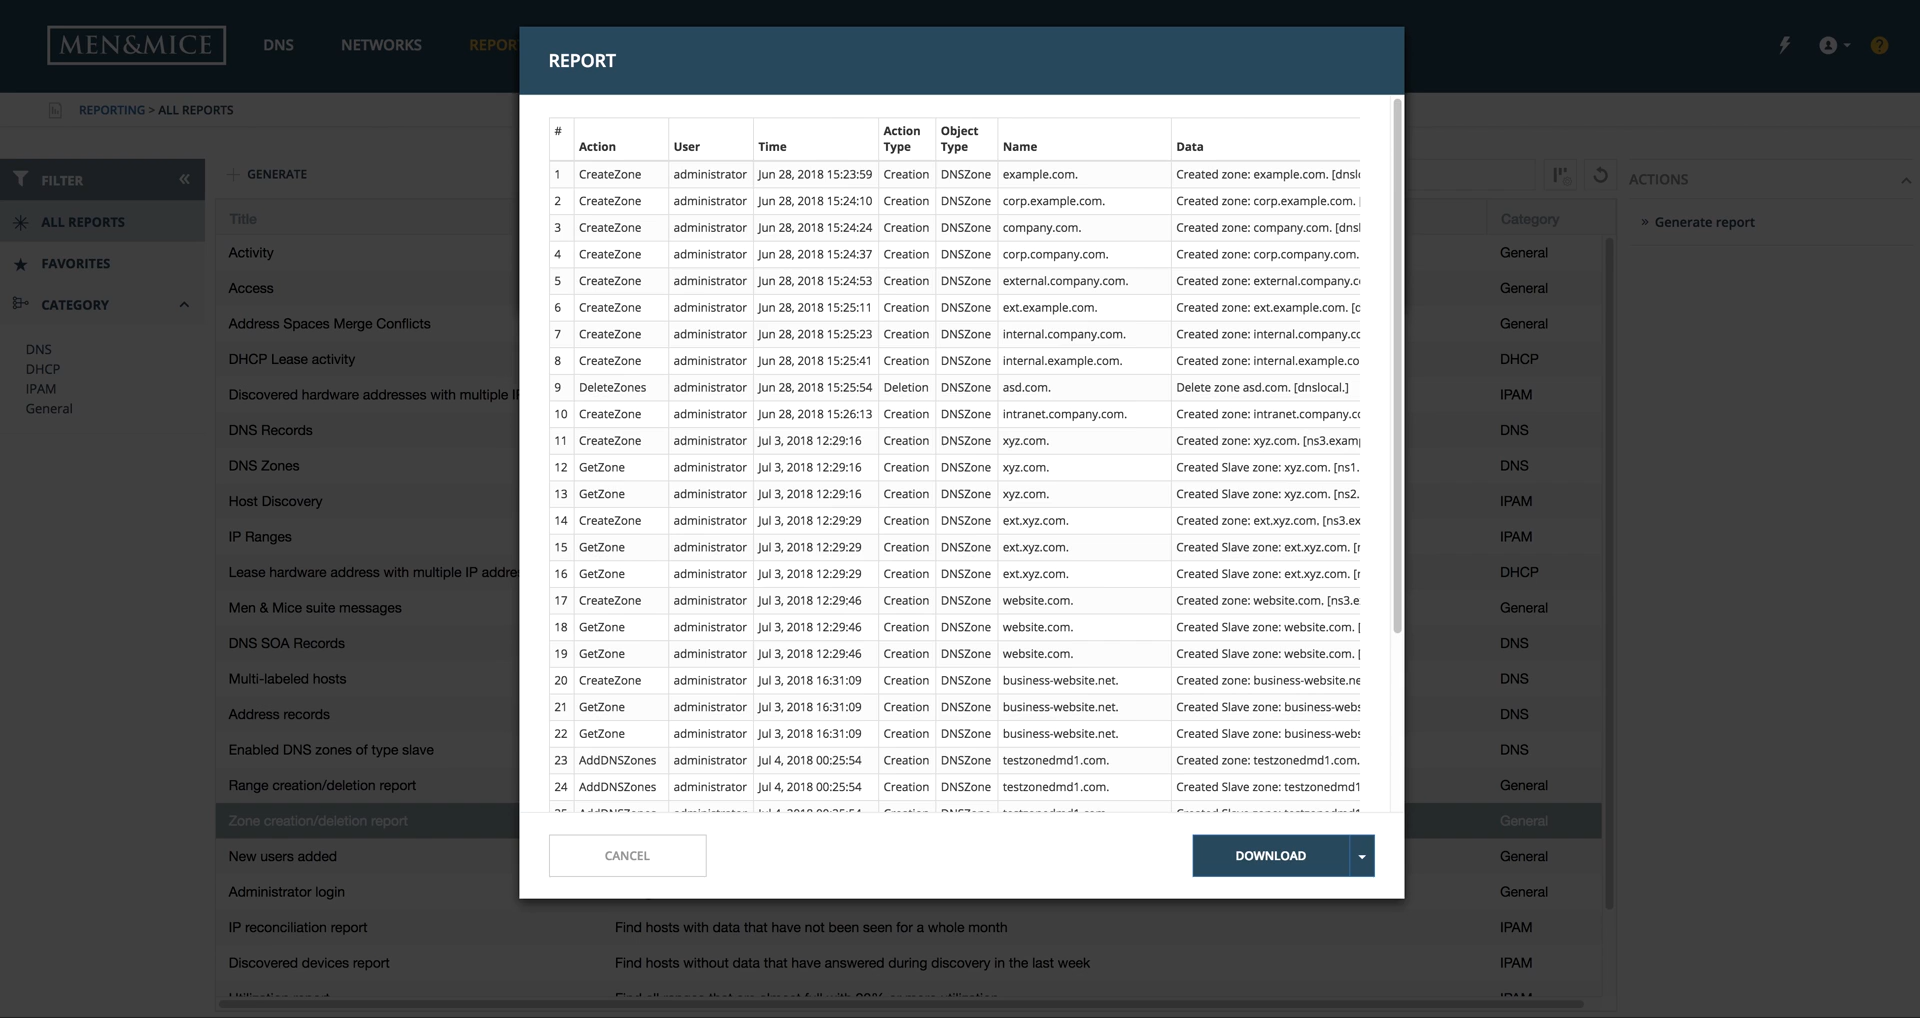 MEN&MICE
DNS
NETWORKS
REPOR
?
REPORTING > ALL REPORTS
FILTER
«
ALL REPORTS
FAVORITES
CATEGORY
DNS
DHCP
IPAM
General
GENERATE
Title
Category
Activity
General
Access
General
Address Spaces Merge Conflicts
General
DHCP Lease activity
DHCP
Discovered hardware addresses with multiple I
IPAM
DNS Records
DNS
DNS Zones
DNS
Host Discovery
IPAM
IP Ranges
IPAM
Lease hardware address with multiple IP addre
DHCP
Men & Mice suite messages
General
DNS SOA Records
DNS
Multi-labeled hosts
DNS
Address records
DNS
Enabled DNS zones of type slave
DNS
Range creation/deletion report
General
Zone creation/deletion report
General
New users added
General
Administrator login
General
IP reconciliation report Find hosts with data that have not been seen for a whole month IPAM
Discovered devices report Find hosts without data that have answered during discovery in the last week IPAM
ACTIONS
» Generate report
REPORT
# Action User Time Action Type Object Type Name Data
1 CreateZone administrator Jun 28, 2018 15:23:59 Creation DNSZone example.com. Created zone: example.com. [dnslo
2 CreateZone administrator Jun 28, 2018 15:24:10 Creation DNSZone corp.example.com. Created zone: corp.example.com. [
3 CreateZone administrator Jun 28, 2018 15:24:24 Creation DNSZone company.com. Created zone: company.com. [dnsl
4 CreateZone administrator Jun 28, 2018 15:24:37 Creation DNSZone corp.company.com. Created zone: corp.company.com.
5 CreateZone administrator Jun 28, 2018 15:24:53 Creation DNSZone external.company.com. Created zone: external.company.c
6 CreateZone administrator Jun 28, 2018 15:25:11 Creation DNSZone ext.example.com. Created zone: ext.example.com. [d
7 CreateZone administrator Jun 28, 2018 15:25:23 Creation DNSZone internal.company.com. Created zone: internal.company.cc
8 CreateZone administrator Jun 28, 2018 15:25:41 Creation DNSZone internal.example.com. Created zone: internal.example.co
9 DeleteZones administrator Jun 28, 2018 15:25:54 Deletion DNSZone asd.com. Delete zone asd.com. [dnslocal.]
10 CreateZone administrator Jun 28, 2018 15:26:13 Creation DNSZone intranet.company.com. Created zone: intranet.company.cc
11 CreateZone administrator Jul 3, 2018 12:29:16 Creation DNSZone xyz.com. Created zone: xyz.com. [ns3.examp
12 GetZone administrator Jul 3, 2018 12:29:16 Creation DNSZone xyz.com. Created Slave zone: xyz.com. [ns1.
13 GetZone administrator Jul 3, 2018 12:29:16 Creation DNSZone xyz.com. Created Slave zone: xyz.com. [ns2.
14 CreateZone administrator Jul 3, 2018 12:29:29 Creation DNSZone ext.xyz.com. Created zone: ext.xyz.com. [ns3.ex
15 GetZone administrator Jul 3, 2018 12:29:29 Creation DNSZone ext.xyz.com. Created Slave zone: ext.xyz.com. [r
16 GetZone administrator Jul 3, 2018 12:29:29 Creation DNSZone ext.xyz.com. Created Slave zone: ext.xyz.com. [r
17 CreateZone administrator Jul 3, 2018 12:29:46 Creation DNSZone website.com. Created zone: website.com. [ns3.e
18 GetZone administrator Jul 3, 2018 12:29:46 Creation DNSZone website.com. Created Slave zone: website.com. [
19 GetZone administrator Jul 3, 2018 12:29:46 Creation DNSZone website.com. Created Slave zone: website.com. [
20 CreateZone administrator Jul 3, 2018 16:31:09 Creation DNSZone business-website.net. Created zone: business-website.ne
21 GetZone administrator Jul 3, 2018 16:31:09 Creation DNSZone business-website.net. Created Slave zone: business-webs
22 GetZone administrator Jul 3, 2018 16:31:09 Creation DNSZone business-website.net. Created Slave zone: business-webs
23 AddDNSZones administrator Jul 4, 2018 00:25:54 Creation DNSZone testzonedmd1.com. Created zone: testzonedmd1.com.
24 AddDNSZones administrator Jul 4, 2018 00:25:54 Creation DNSZone testzonedmd1.com. Created Slave zone: testzonedmd1
CANCEL
DOWNLOAD